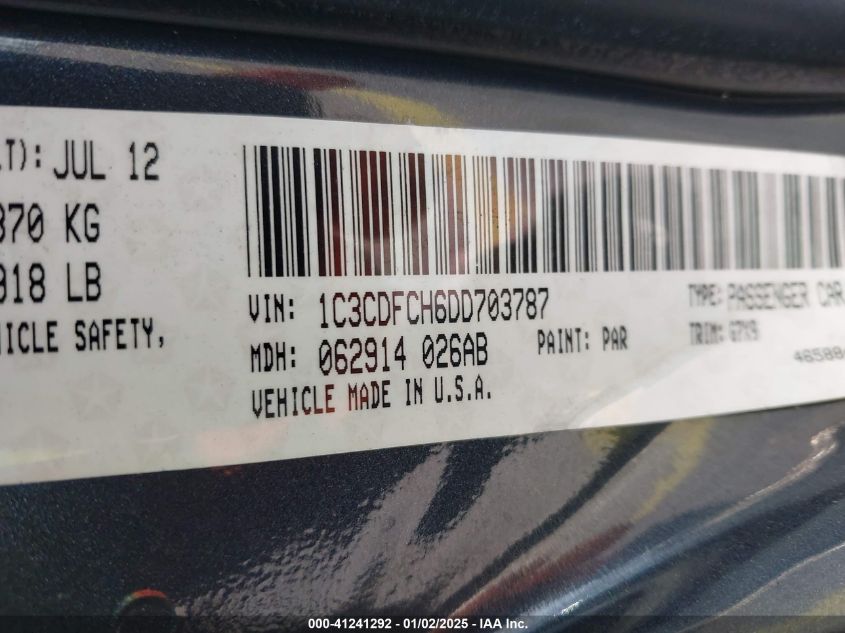 .T): JUL 12
870 KG
818 LB
HICLE SAFETY,
VIN: 1C3CDFCH6DD703787
TYPE: PASSENGER CAR
MDH: 062914 026AB
PAINT: PAR
TRIM:
VEHICLE MADE IN U.S.A.
000-41241292 - 01/02/2025 - © IAA, Inc.